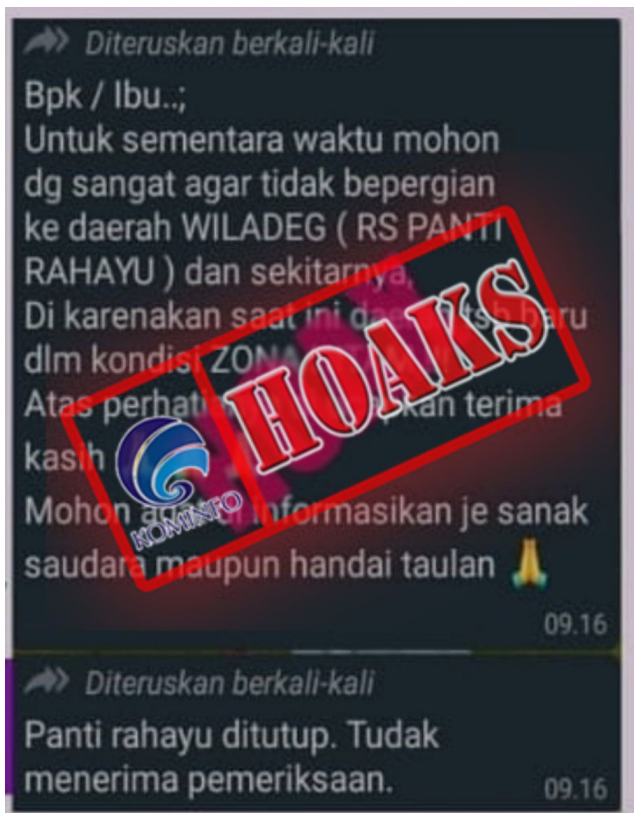 Diteruskan berkali-kali
Bpk / Ibu..;
Untuk sementara waktu mohon
dg sangat agar tidak bepergian
ke daerah WILADEG ( RS PANTI
RAHAYU ) dan sekitarnya,
Di karenakan saat ini daerah tsb baru
dlm kondisi ZONA
Atas terima
kasih
HOAKS
KOMINFO
Mohon informasikan je sanak
saudara maupun handai taulan 🙏
09.16
Diteruskan berkali-kali
Panti rahayu ditutup. Tudak
menerima pemeriksaan.
09.16